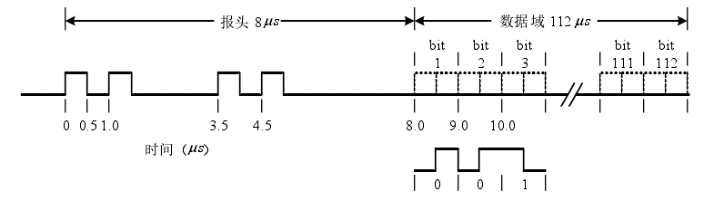 报头 8μs 数据域 112 μs
bit bit bit bit bit
1 2 3 111 112
0 0.5 1.0 3.5 4.5 8.0 9.0 10.0
时间 (μs)
0 0 1